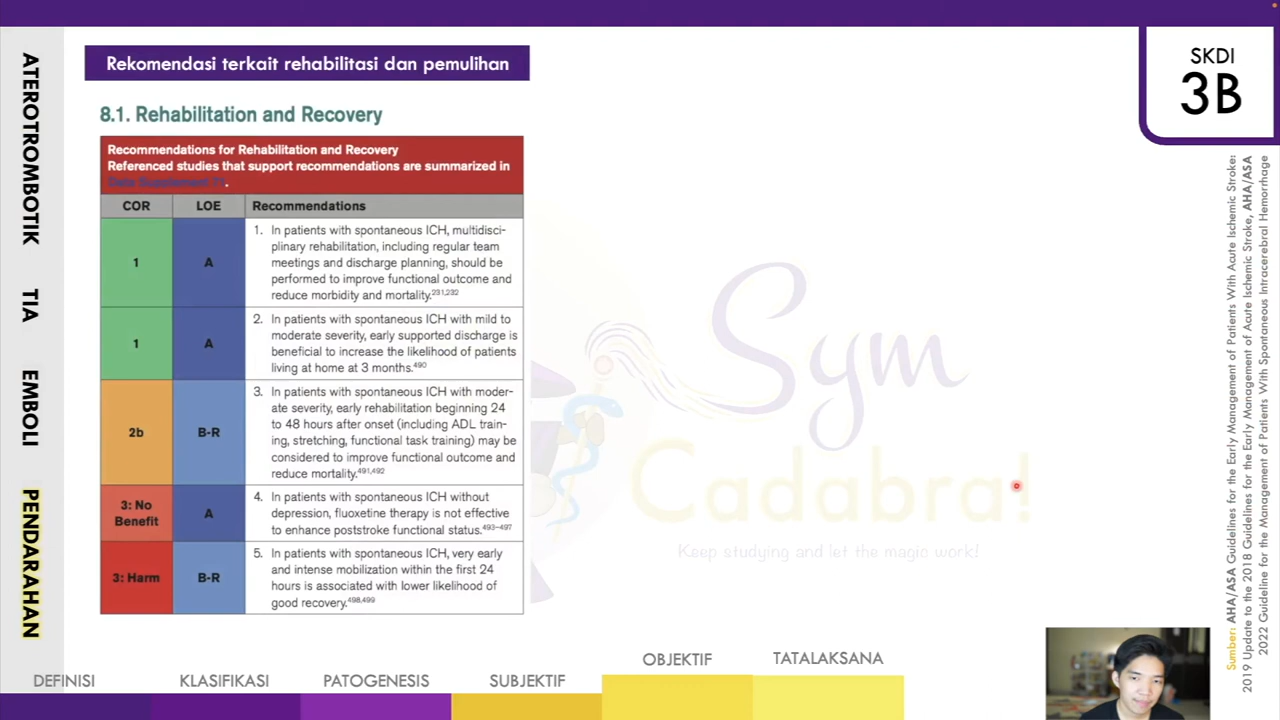 Rekomendasi terkait rehabilitasi dan pemulihan
SKDI
3B
ATEROTROMBOTIK
TIA
EMBOLI
PENDARAHAN
8.1. Rehabilitation and Recovery
Recommendations for Rehabilitation and Recovery
Referenced studies that support recommendations are summarized in
Data Supplement 71.
COR LOE Recommendations
1 A
1. In patients with spontaneous ICH, multidisci-
plinary rehabilitation, including regular team
meetings and discharge planning, should be
performed to improve functional outcome and
reduce morbidity and mortality.231,232
1 A
2. In patients with spontaneous ICH with mild to
moderate severity, early supported discharge is
beneficial to increase the likelihood of patients
living at home at 3 months.490
2b B-R
3. In patients with spontaneous ICH with moder-
ate severity, early rehabilitation beginning 24
to 48 hours after onset (including ADL train-
ing, stretching, functional task training) may be
considered to improve functional outcome and
reduce mortality.491,492
3: No
Benefit
A
4. In patients with spontaneous ICH without
depression, fluoxetine therapy is not effective
to enhance poststroke functional status.493–497
3: Harm B-R
5. In patients with spontaneous ICH, very early
and intense mobilization within the first 24
hours is associated with lower likelihood of
good recovery.498,499
Sym
Cadabra!
Keep studying and let the magic work!
Sumber: AHA/ASA Guidelines for the Early Management of Patients With Acute Ischemic Stroke:
2019 Update to the 2018 Guidelines for the Early Management of Acute Ischemic Stroke, AHA/ASA
2022 Guideline for the Management of Patients With Spontaneous Intracerebral Hemorrhage
DEFINISI
KLASIFIKASI
PATOGENESIS
SUBJEKTIF
OBJEKTIF
TATALAKSANA